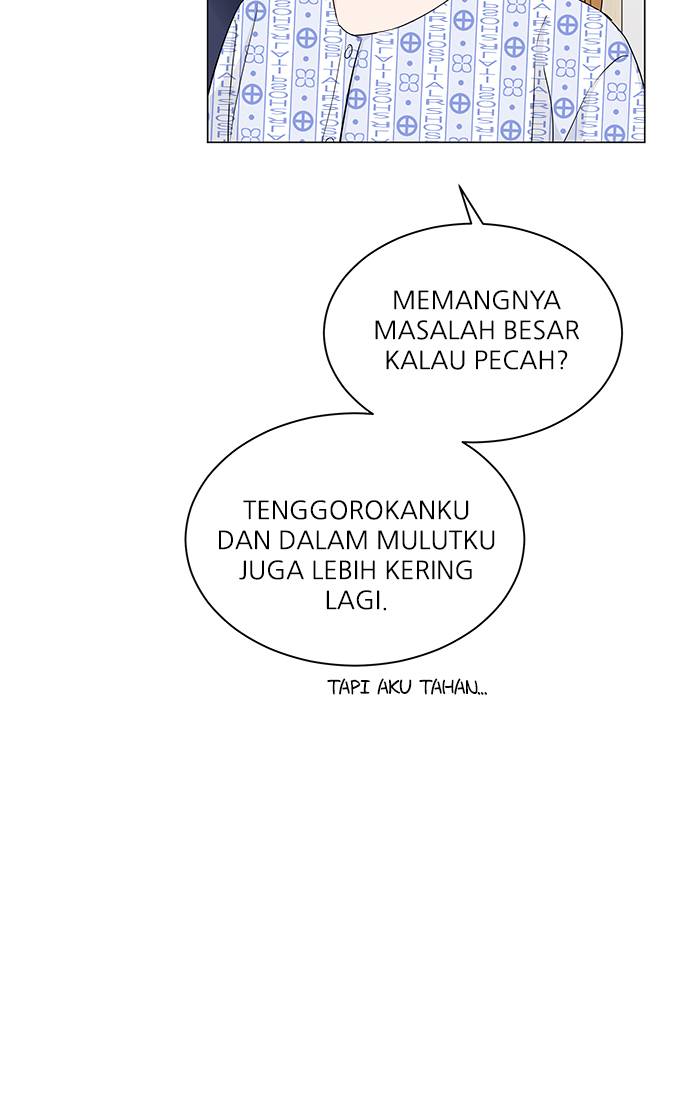 MEMANGNYA
MASALAH BESAR
KALAU PECAH?
TENGGOROKANKU
DAN DALAM MULUTKU
JUGA LEBIH KERING
LAGI.
TAPI AKU TAHAN...